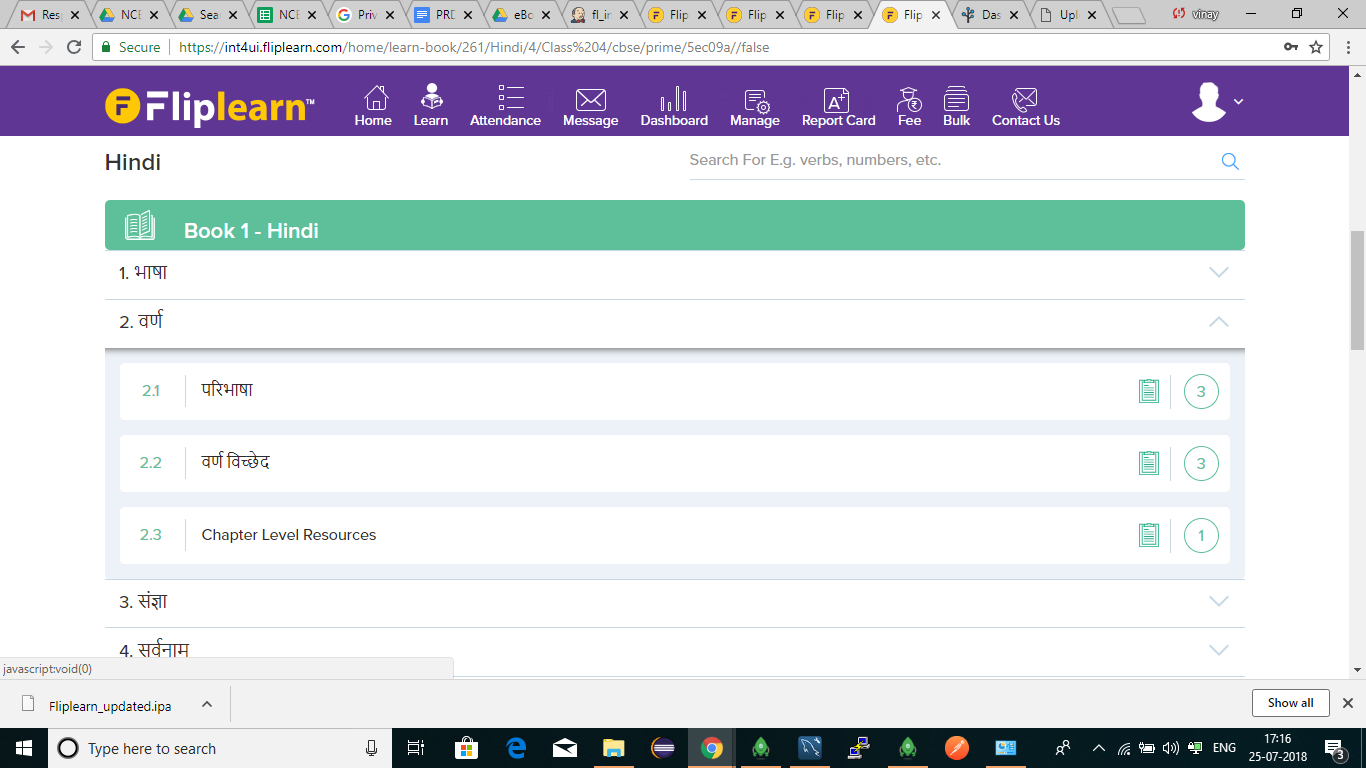 Res NCE Sea NCE Priv PRD eBo fl_ir Flip Flip Flip Flip Das Upl vinay
Secure https://int4ui.fliplearn.com/home/learn-book/261/Hindi/4/Class%204/cbse/prime/5ec09a//false
Fliplearn™ Home Learn Attendance Message Dashboard Manage Report Card Fee Bulk Contact Us
Hindi Search For E.g. verbs, numbers, etc.
Book 1 - Hindi
1. भाषा
2. वर्ण
2.1 परिभाषा 3
2.2 वर्ण विच्छेद 3
2.3 Chapter Level Resources 1
3. संज्ञा
4. सर्वनाम
javascript:void(0)
Fliplearn_updated.ipa Show all
Type here to search ENG 17:16
25-07-2018 3